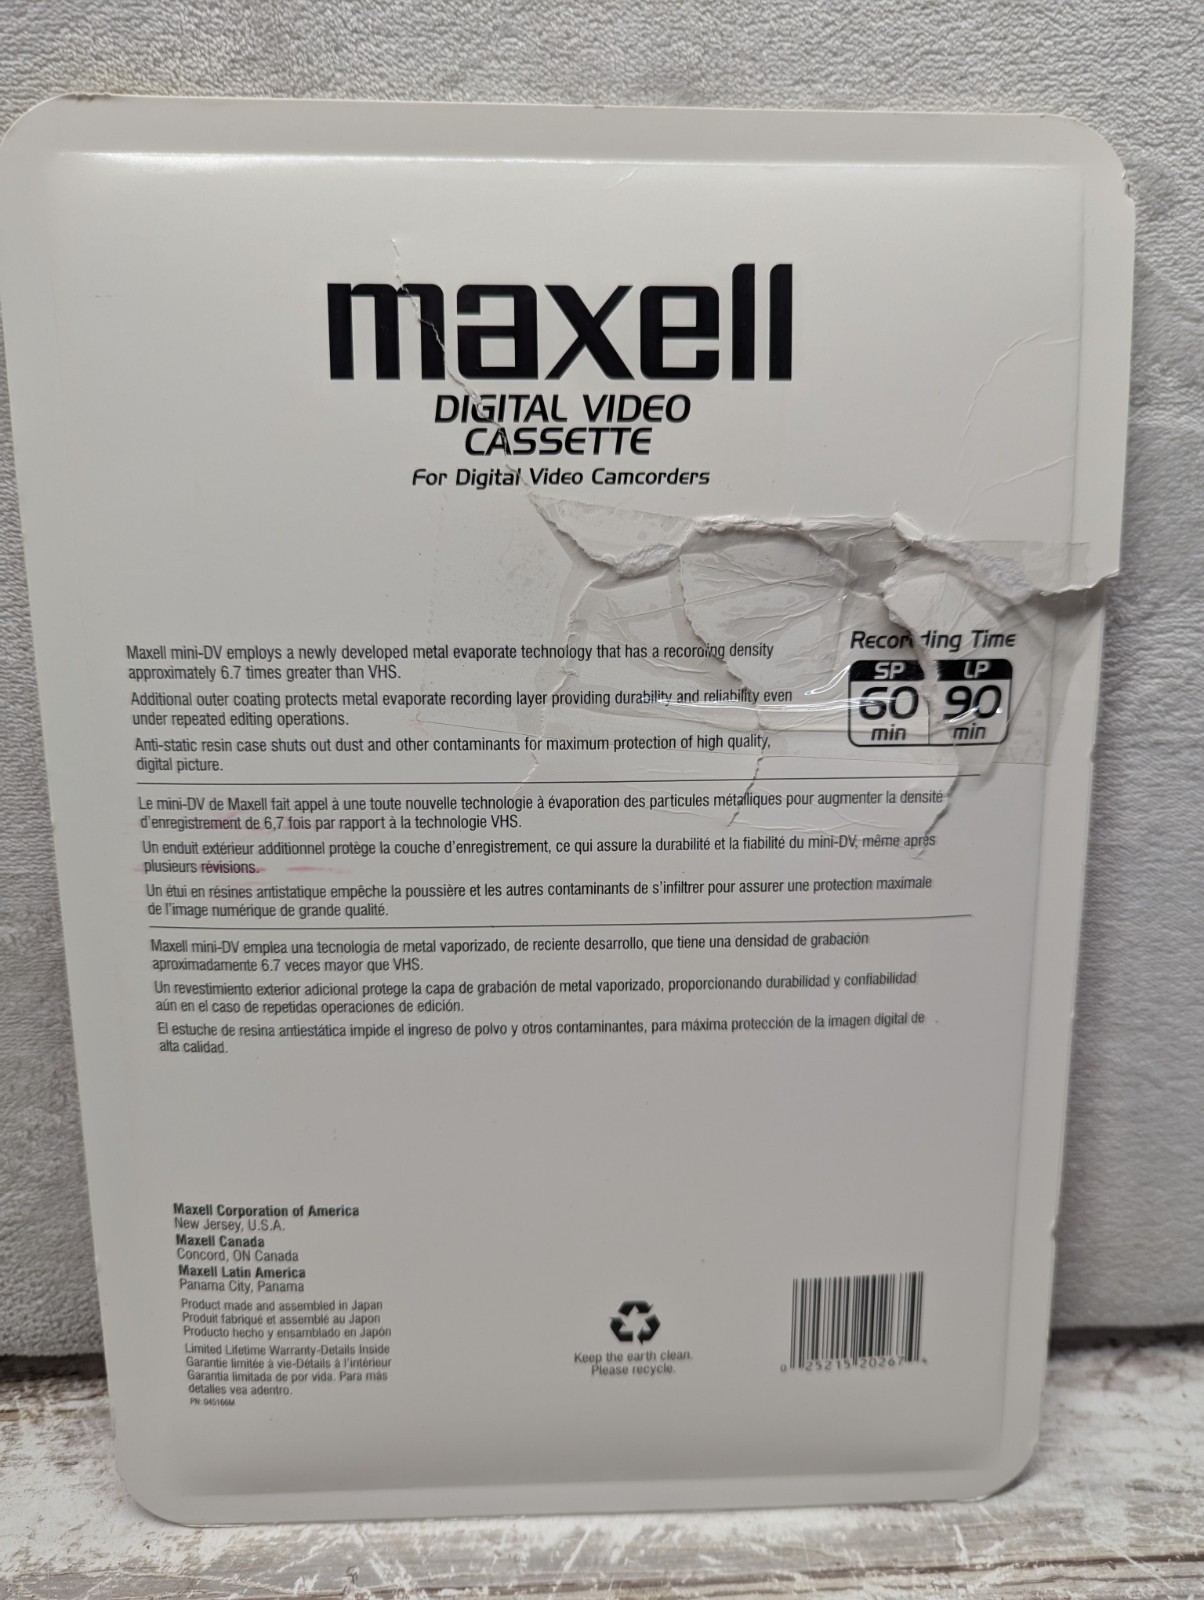 maxell
DIGITAL VIDEO
CASSETTE
For Digital Video Camcorders
Maxell mini-DV employs a newly developed metal evaporate technology that has a recording density
approximately 6.7 times greater than VHS.
Additional outer coating protects metal evaporate recording layer providing durability and reliability even
under repeated editing operations.
Anti-static resin case shuts out dust and other contaminants for maximum protection of high quality,
digital picture.
Recording Time
SP LP
60 90
min min
Le mini-DV de Maxell fait appel à une toute nouvelle technologie à évaporation des particules métalliques pour augmenter la densité
d'enregistrement de 6,7 fois par rapport à la technologie VHS.
Un enduit extérieur additionnel protège la couche d'enregistrement, ce qui assure la durabilité et la fiabilité du mini-DV, même après
plusieurs révisions.
Un étui en résines antistatique empêche la poussière et les autres contaminants de s'infiltrer pour assurer une protection maximale
de l'image numérique de grande qualité.
Maxell mini-DV emplea una tecnología de metal vaporizado, de reciente desarrollo, que tiene una densidad de grabación
aproximadamente 6.7 veces mayor que VHS.
Un revestimiento exterior adicional protege la capa de grabación de metal vaporizado, proporcionando durabilidad y confiabilidad
aún en el caso de repetidas operaciones de edición.
El estuche de resina antiestática impide el ingreso de polvo y otros contaminantes, para máxima protección de la imagen digital de
alta calidad.
Maxell Corporation of America
New Jersey, U.S.A.
Maxell Canada
Concord, ON Canada
Maxell Latin America
Panama City, Panama
Product made and assembled in Japan
Produit fabriqué et assemblé au Japon
Producto hecho y ensamblado en Japón
Limited Lifetime Warranty-Details Inside
Garantie limitée à vie-Détails à l'intérieur
Garantía limitada de por vida. Para más
detalles vea adentro.
PN: 045166M
Keep the earth clean.
Please recycle.
0 25215 20267 4